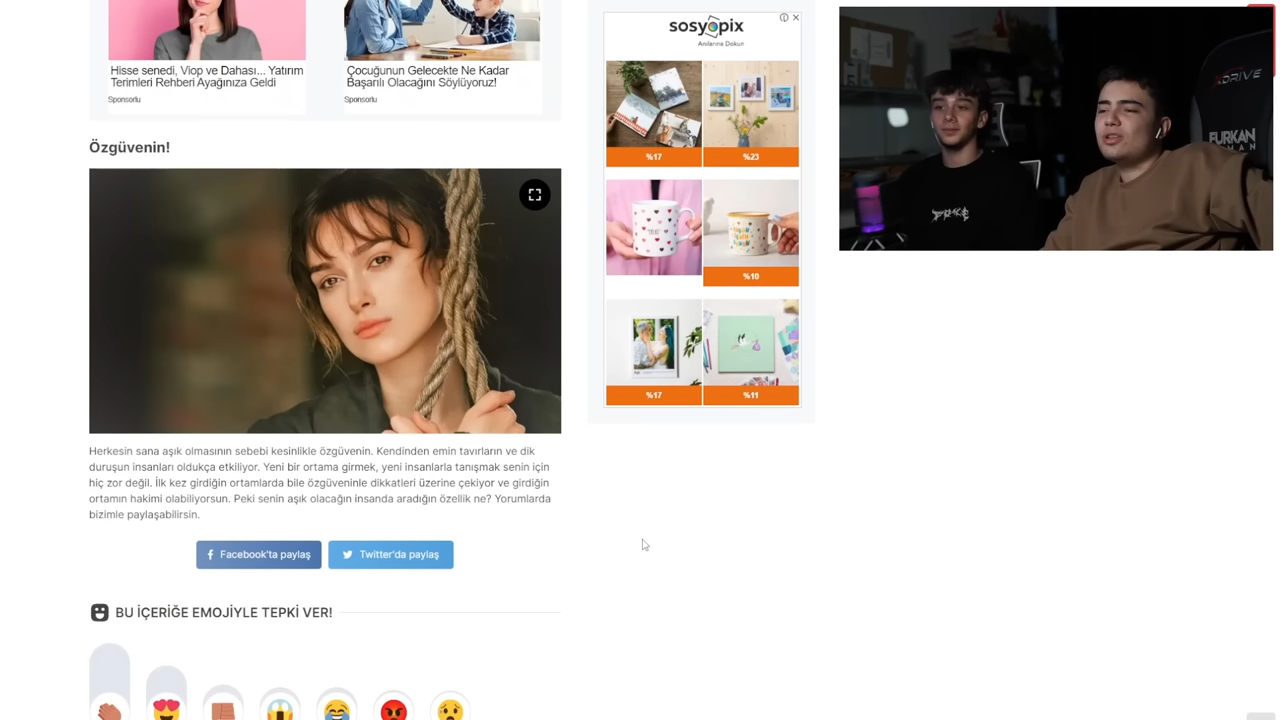 Hisse senedi, Viop ve Dahası... Yatırım
Terimleri Rehberi Ayağınıza Geldi
Sponsorlu
Çocuğunun Gelecekte Ne Kadar
Başarılı Olacağını Söylüyoruz!
Sponsorlu
Özgüvenin!
Herkesin sana aşık olmasının sebebi kesinlikle özgüvenin. Kendinden emin tavırların ve dik
duruşun insanları oldukça etkiliyor. Yeni bir ortama girmek, yeni insanlarla tanışmak senin için
hiç zor değil. İlk kez girdiğin ortamlarda bile özgüveninle dikkatleri üzerine çekiyor ve girdiğin
ortamın hakimi olabiliyorsun. Peki senin aşık olacağın insanda aradığın özellik ne? Yorumlarda
bizimle paylaşabilirsin.
Facebook'ta paylaş
Twitter'da paylaş
BU İÇERİĞE EMOJİYLE TEPKİ VER!
sosyopix
Anılarına Dokun
%17
%23
%10
%17
%11
XDRIVE
FURKAN